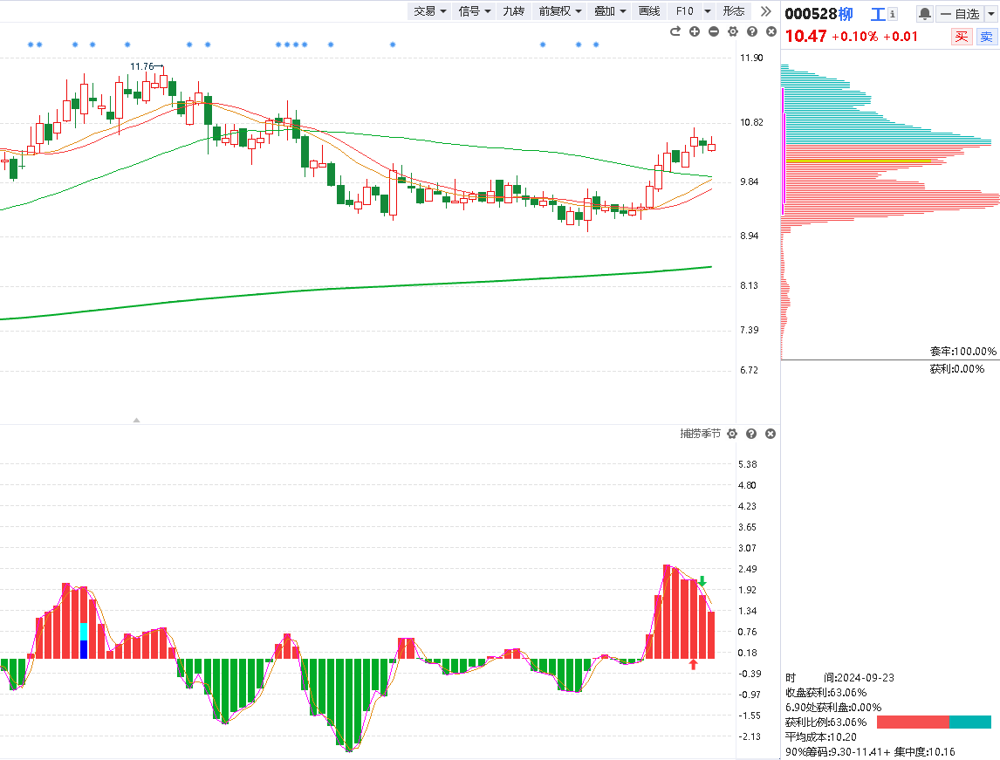 交易 信号 九转 前复权 叠加 画线 F10 形态
000528柳 工 i 一 自选
10.47 +0.10% +0.01 买 卖
11.90
11.76
10.82
9.84
8.94
8.13
7.39
6.72
套牢:100.00%
获利:0.00%
捕捞季节
5.38
4.80
4.23
3.65
3.07
2.49
1.92
1.34
0.76
0.18
-0.39
-0.97
-1.55
-2.13
时 间:2024-09-23
收盘获利:63.06%
6.90处获利盘:0.00%
获利比例:63.06%
平均成本:10.20
90%筹码:9.30-11.41+ 集中度:10.16